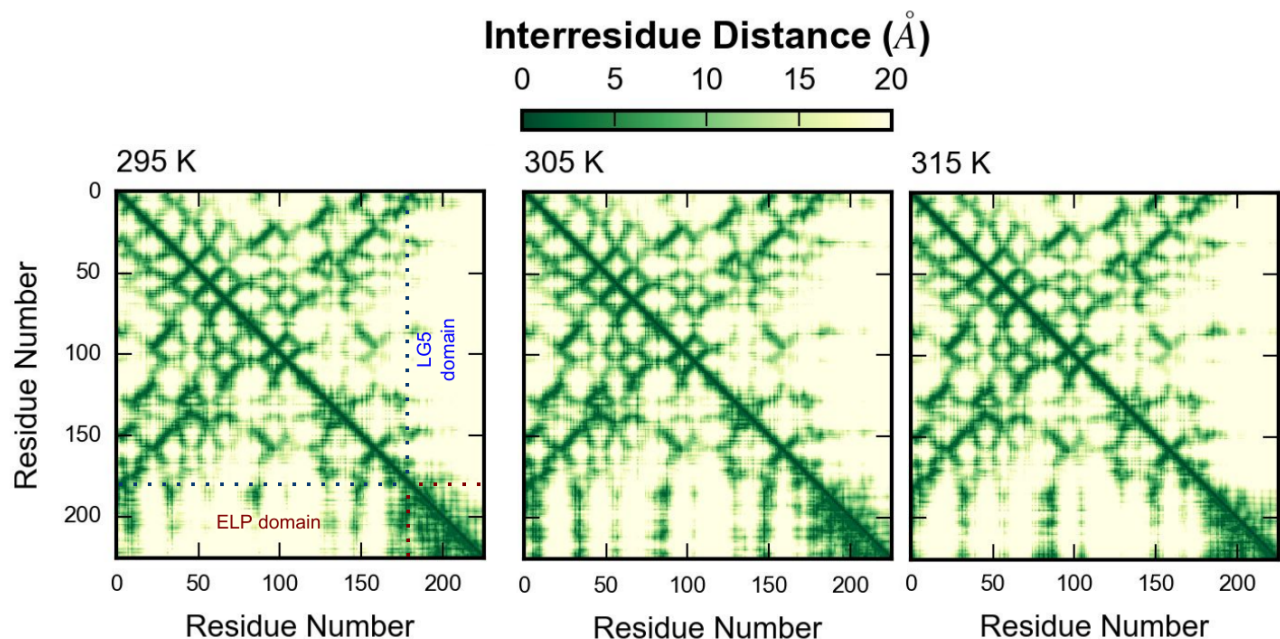 Interresidue Distance (Å)
0 5 10 15 20
295 K
305 K
315 K
Residue Number
0
50
100
150
200
LG5
domain
ELP domain
0 50 100 150 200
0 50 100 150 200
0 50 100 150 200
Residue Number
Residue Number
Residue Number